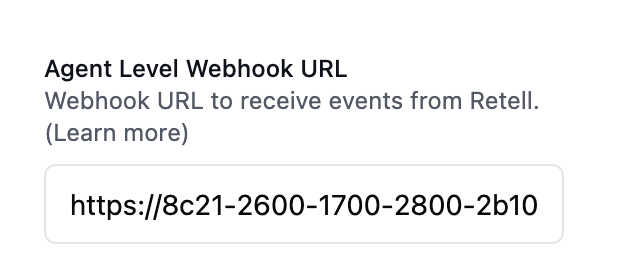 Agent Level Webhook URL
Webhook URL to receive events from Retell.
(Learn more)
https://8c21-2600-1700-2800-2b10